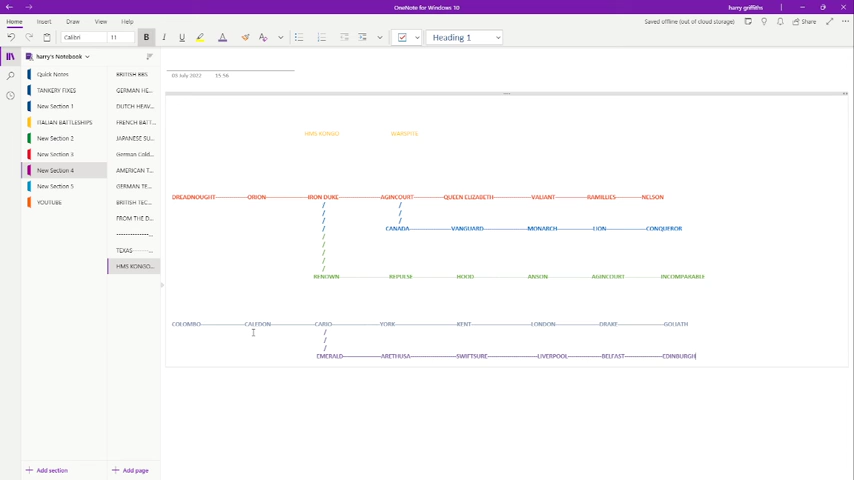 OneNote for Windows 10
harry griffiths
Home Insert Draw View Help
Saved offline (out of cloud storage)
Share
Calibri 11 B I U A Heading 1
harry's Notebook
Quick Notes
TANKERY FIXES
New Section 1
ITALIAN BATTLESHIPS
New Section 2
New Section 3
New Section 4
New Section 5
YOUTUBE
BRITISH BBS
GERMAN HE...
DUTCH HEAV...
FRENCH BATT...
JAPANESE SU...
German Cold...
AMERICAN T...
GERMAN TE...
BRITISH TEC...
FROM THE D...
---------------...
TEXAS------...
HMS KONGO...
03 July 2022 15:56
HMS KONGO WARSPITE
DREADNOUGHT ORION IRON DUKE AGINCOURT QUEEN ELIZABETH VALIANT RAMILLIES NELSON
CANADA VANGUARD MONARCH LION CONQUEROR
RENOWN REPULSE HOOD ANSON AGINCOURT INCOMPARABLE
COLOMBO CALEDON CARIO YORK KENT LONDON DRAKE GOLIATH
EMERALD ARETHUSA SWIFTSURE LIVERPOOL BELFAST EDINBURGH
Add section
Add page